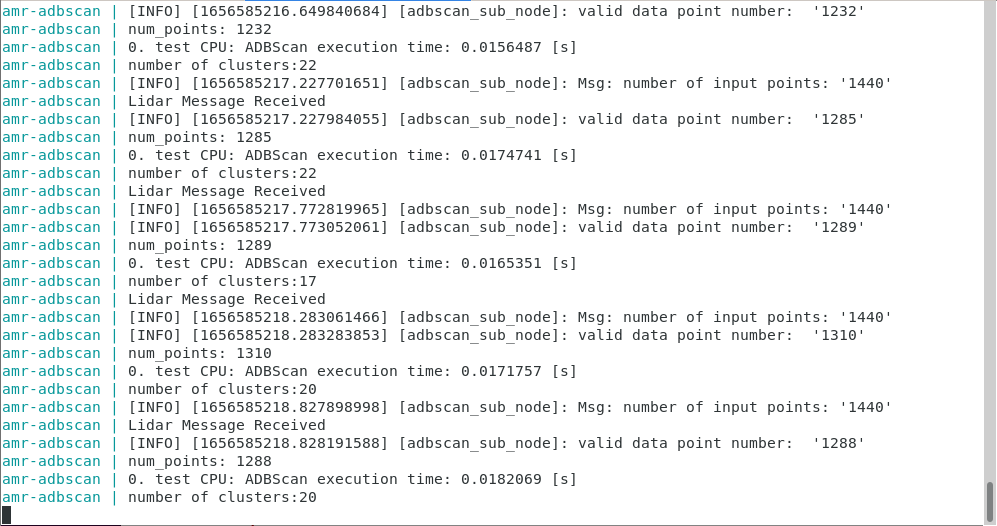 amr-adbscan | [INFO] [1656585216.649840684] [adbscan_sub_node]: valid data point number:  '1232'
amr-adbscan | num_points: 1232
amr-adbscan | 0. test CPU: ADBScan execution time: 0.0156487 [s]
amr-adbscan | number of clusters:22
amr-adbscan | [INFO] [1656585217.227701651] [adbscan_sub_node]: Msg: number of input points: '1440'
amr-adbscan | Lidar Message Received
amr-adbscan | [INFO] [1656585217.227984055] [adbscan_sub_node]: valid data point number:  '1285'
amr-adbscan | num_points: 1285
amr-adbscan | 0. test CPU: ADBScan execution time: 0.0174741 [s]
amr-adbscan | number of clusters:22
amr-adbscan | Lidar Message Received
amr-adbscan | [INFO] [1656585217.772819965] [adbscan_sub_node]: Msg: number of input points: '1440'
amr-adbscan | [INFO] [1656585217.773052061] [adbscan_sub_node]: valid data point number:  '1289'
amr-adbscan | num_points: 1289
amr-adbscan | 0. test CPU: ADBScan execution time: 0.0165351 [s]
amr-adbscan | number of clusters:17
amr-adbscan | Lidar Message Received
amr-adbscan | [INFO] [1656585218.283061466] [adbscan_sub_node]: Msg: number of input points: '1440'
amr-adbscan | [INFO] [1656585218.283283853] [adbscan_sub_node]: valid data point number:  '1310'
amr-adbscan | num_points: 1310
amr-adbscan | 0. test CPU: ADBScan execution time: 0.0171757 [s]
amr-adbscan | number of clusters:20
amr-adbscan | [INFO] [1656585218.827898998] [adbscan_sub_node]: Msg: number of input points: '1440'
amr-adbscan | Lidar Message Received
amr-adbscan | [INFO] [1656585218.828191588] [adbscan_sub_node]: valid data point number:  '1288'
amr-adbscan | num_points: 1288
amr-adbscan | 0. test CPU: ADBScan execution time: 0.0182069 [s]
amr-adbscan | number of clusters:20